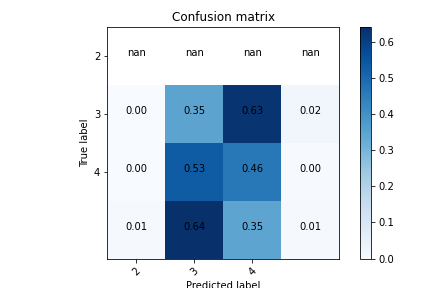 Confusion matrix
2 nan nan nan nan
3 0.00 0.35 0.63 0.02
4 0.00 0.53 0.46 0.00
0.01 0.64 0.35 0.01
True label
2 3 4
Predicted label
0.6
0.5
0.4
0.3
0.2
0.1
0.0